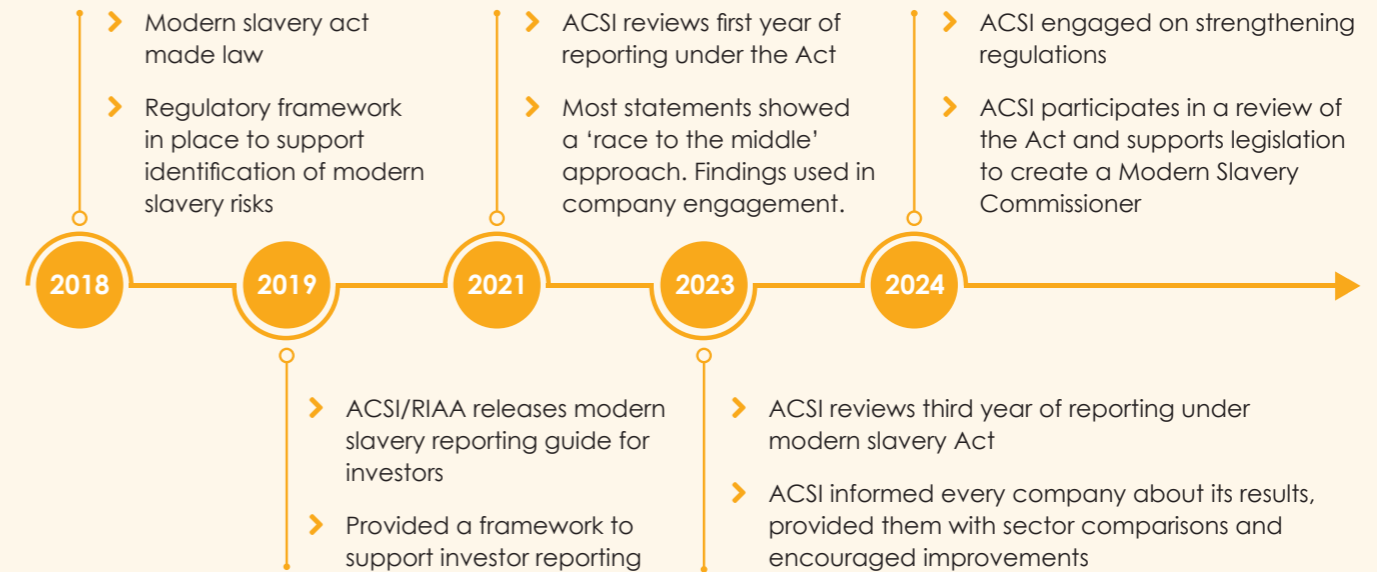 Modern slavery act
made law
Regulatory framework
in place to support
identification of modern
slavery risks
ACSI reviews first year of
reporting under the Act
Most statements showed
a ‘race to the middle’
approach. Findings used in
company engagement.
ACSI engaged on strengthening
regulations
ACSI participates in a review of
the Act and supports legislation
to create a Modern Slavery
Commissioner
2018
2019
2021
2023
2024
ACSI/RIAA releases modern
slavery reporting guide for
investors
Provided a framework to
support investor reporting
ACSI reviews third year of reporting under
modern slavery Act
ACSI informed every company about its results,
provided them with sector comparisons and
encouraged improvements